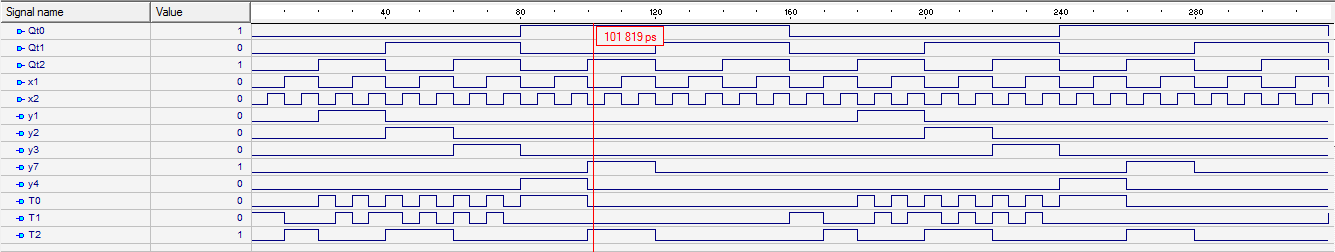 Signal name Value 40 80 120 160 200 240 280
Qt0 1
101 819 ps
Qt1 0
Qt2 1
x1 0
x2 0
y1 0
y2 0
y3 0
y7 1
y4 0
T0 0
T1 0
T2 1